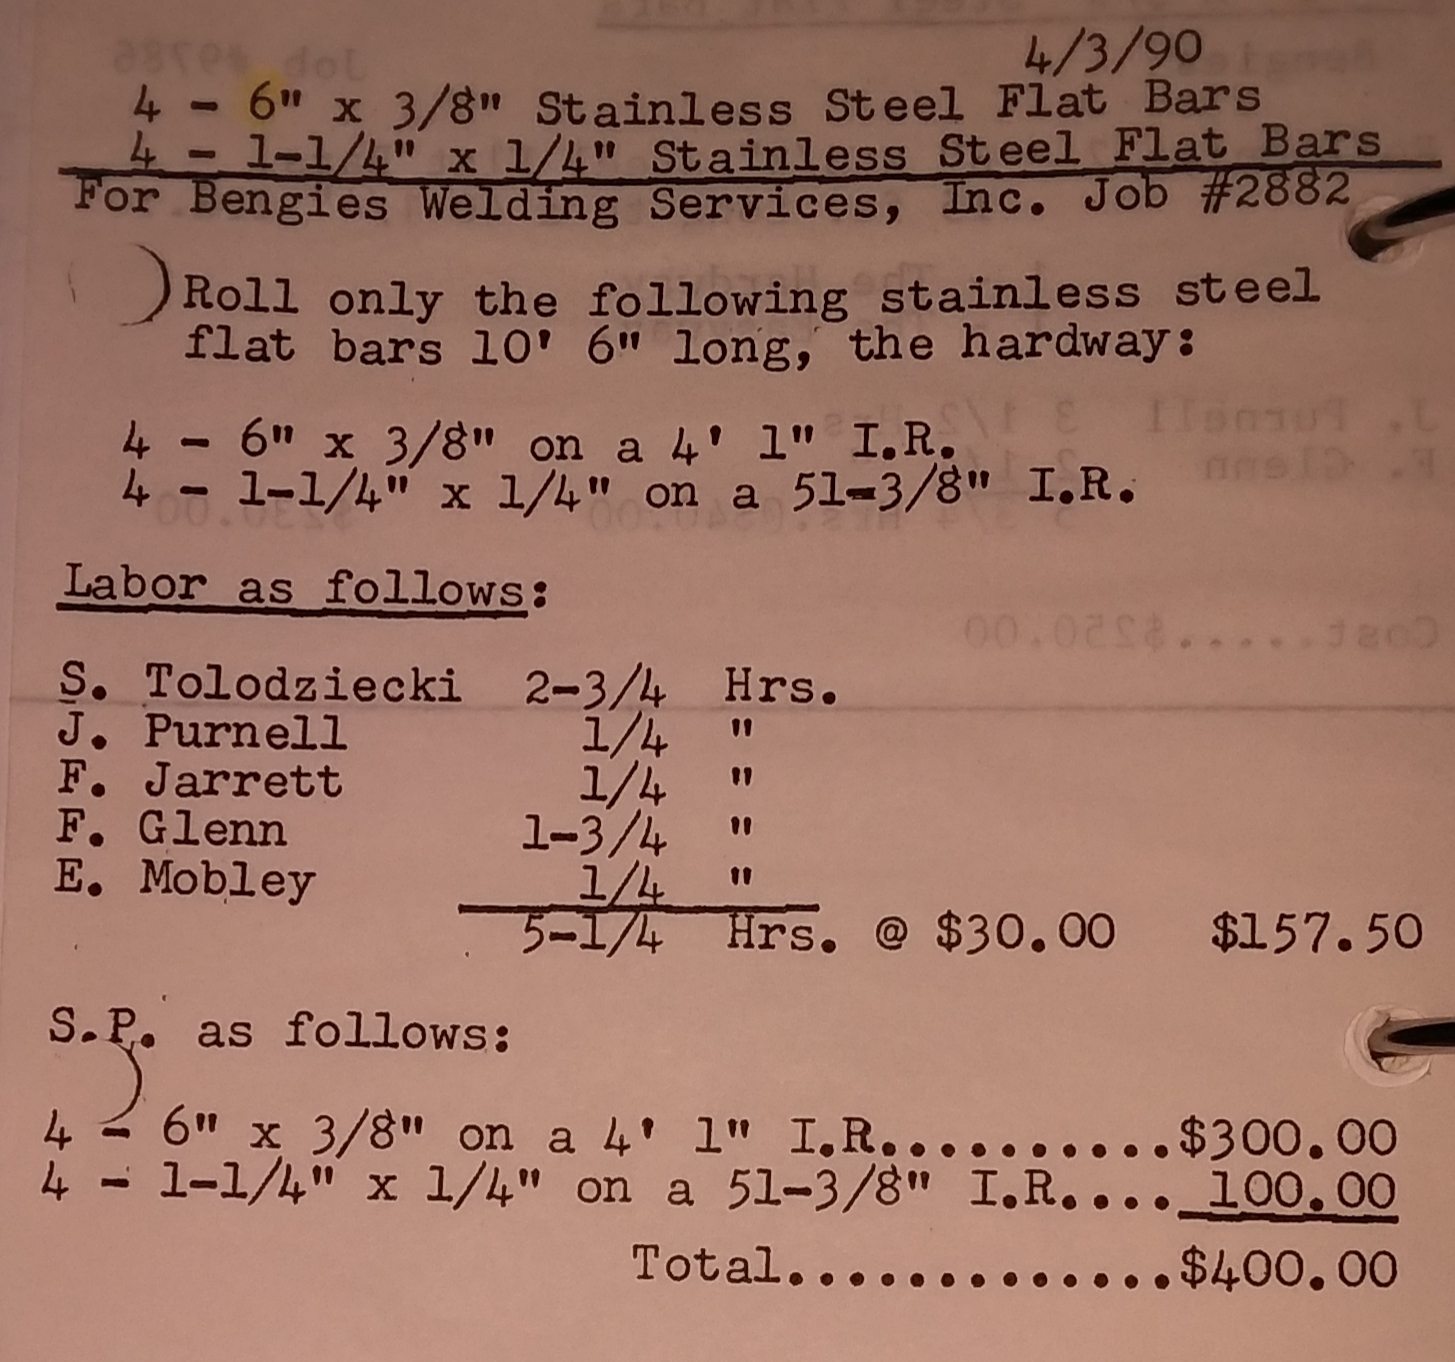 4/3/90
4 - 6" x 3/8" Stainless Steel Flat Bars
4 - 1-1/4" x 1/4" Stainless Steel Flat Bars
For Bengies Welding Services, Inc. Job #2882
Roll only the following stainless steel
flat bars 10' 6" long, the hardway:
4 - 6" x 3/8" on a 4' 1" I.R.
4 - 1-1/4" x 1/4" on a 51-3/8" I.R.
Labor as follows:
S. Tolodziecki 2-3/4 Hrs.
J. Purnell 1/4 "
F. Jarrett 1/4 "
F. Glenn 1-3/4 "
E. Mobley 1/4 "
5-1/4 Hrs. @ $30.00 $157.50
S.P. as follows:
4 - 6" x 3/8" on a 4' 1" I.R..........$300.00
4 - 1-1/4" x 1/4" on a 51-3/8" I.R.... 100.00
Total.............$400.00